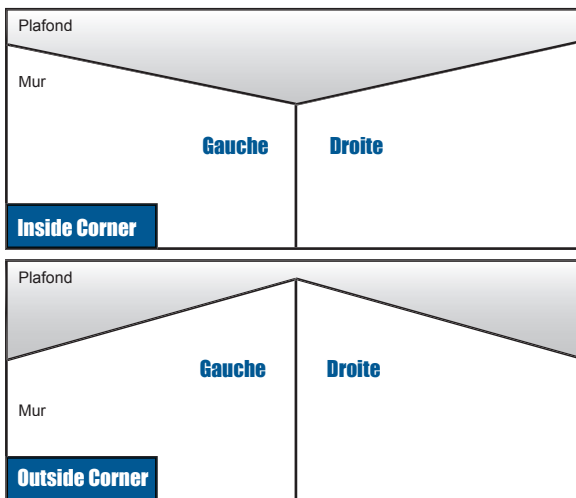 Plafond
Mur
Gauche Droite
Inside Corner
Plafond
Gauche Droite
Mur
Outside Corner